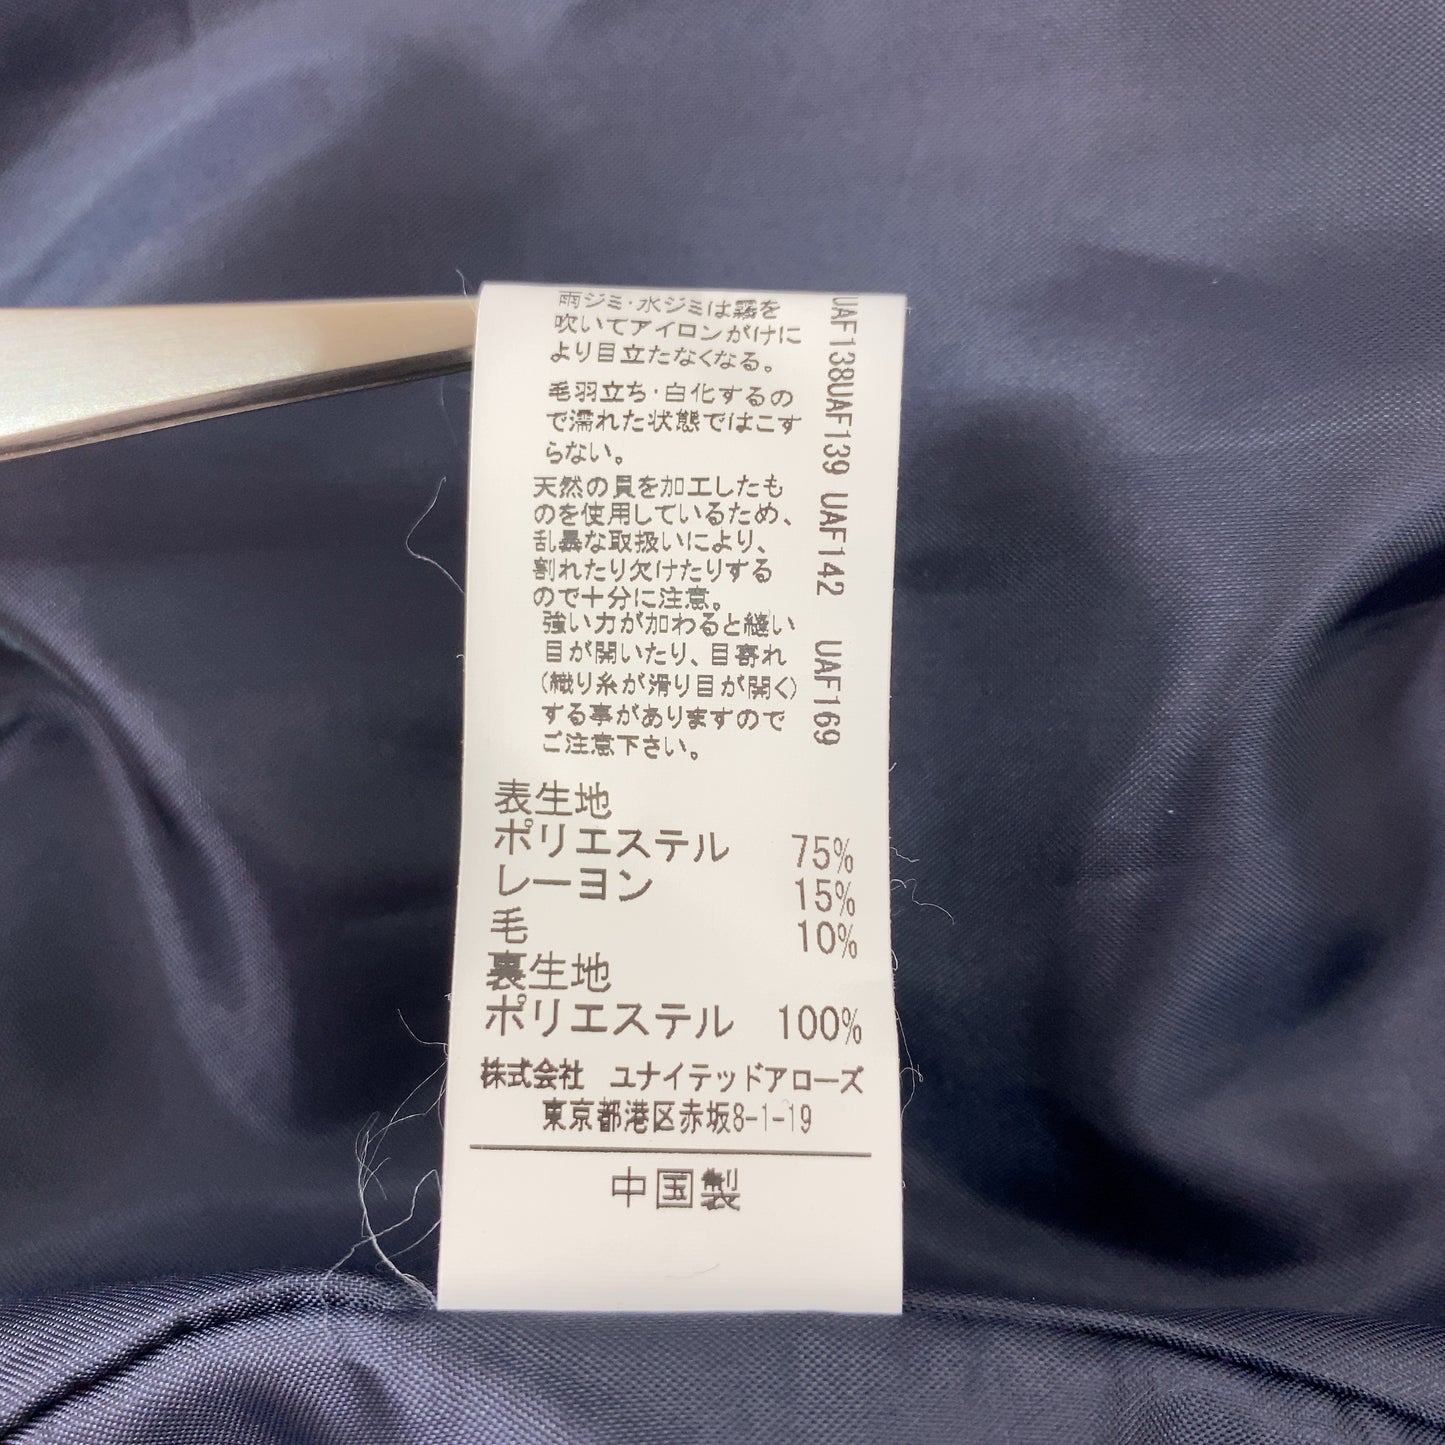 雨ジミ・水ジミは霧を
吹いてアイロンがけに
より目立たなくなる。
毛羽立ち・白化するの
で濡れた状態ではこす
らない。
天然の貝を加工したも
のを使用しているため、
乱暴な取扱いにより、
割れたり欠けたりする
ので十分に注意。
強い力が加わると縫い
目が開いたり、目寄れ
(織り糸が滑り目が開く)
する事がありますので
ご注意下さい。
UAF138UAF139 UAF142 UAF169
表生地
ポリエステル 75%
レーヨン 15%
毛 10%
裏生地
ポリエステル 100%
株式会社 ユナイテッドアローズ
東京都港区赤坂8-1-19
中国製